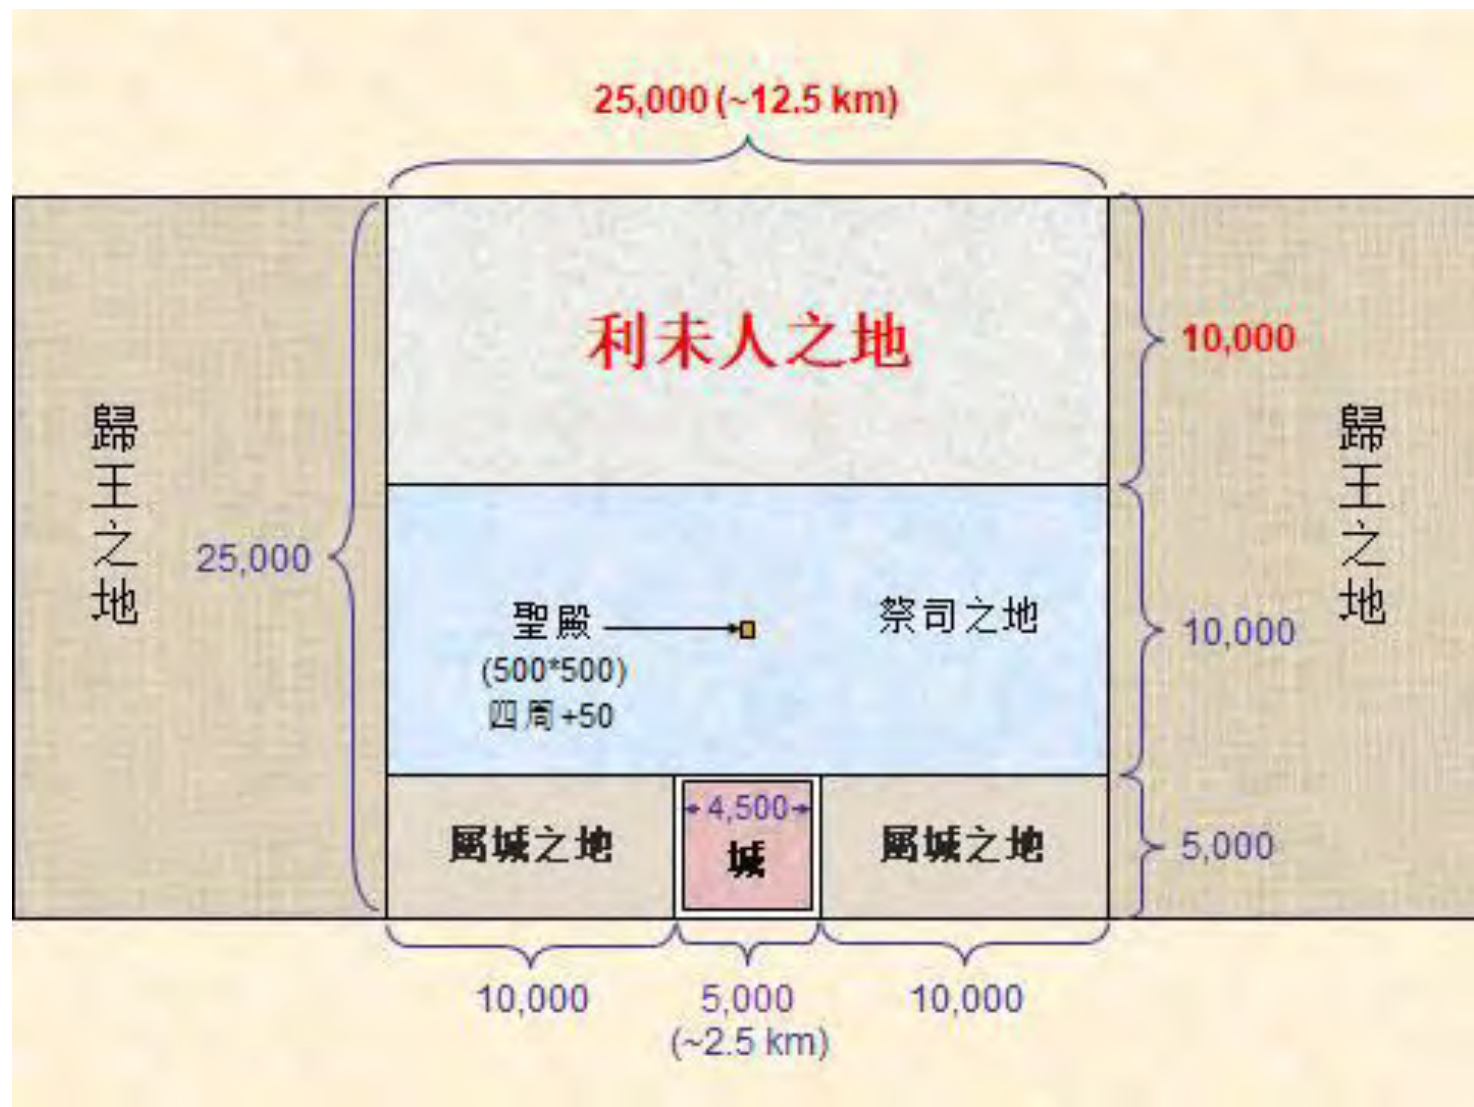 25,000 (~12.5 km)
利未人之地
10,000
歸王之地
25,000
歸王之地
聖殿
(500*500)
四周+50
祭司之地
10,000
屬城之地
4,500
城
屬城之地
5,000
10,000
5,000
(~2.5 km)
10,000